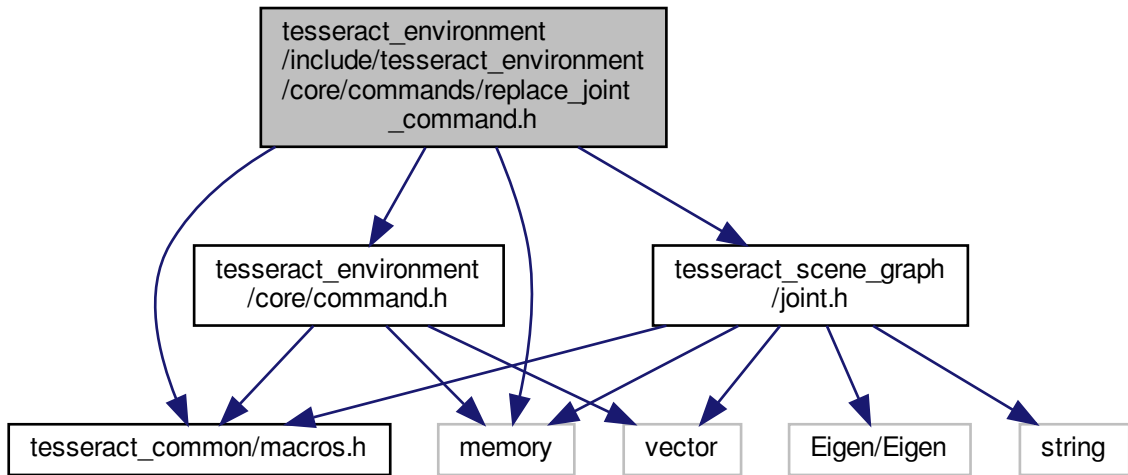 tesseract_environment
/include/tesseract_environment
/core/commands/replace_joint
_command.h
tesseract_environment
/core/command.h
tesseract_scene_graph
/joint.h
tesseract_common/macros.h
memory
vector
Eigen/Eigen
string